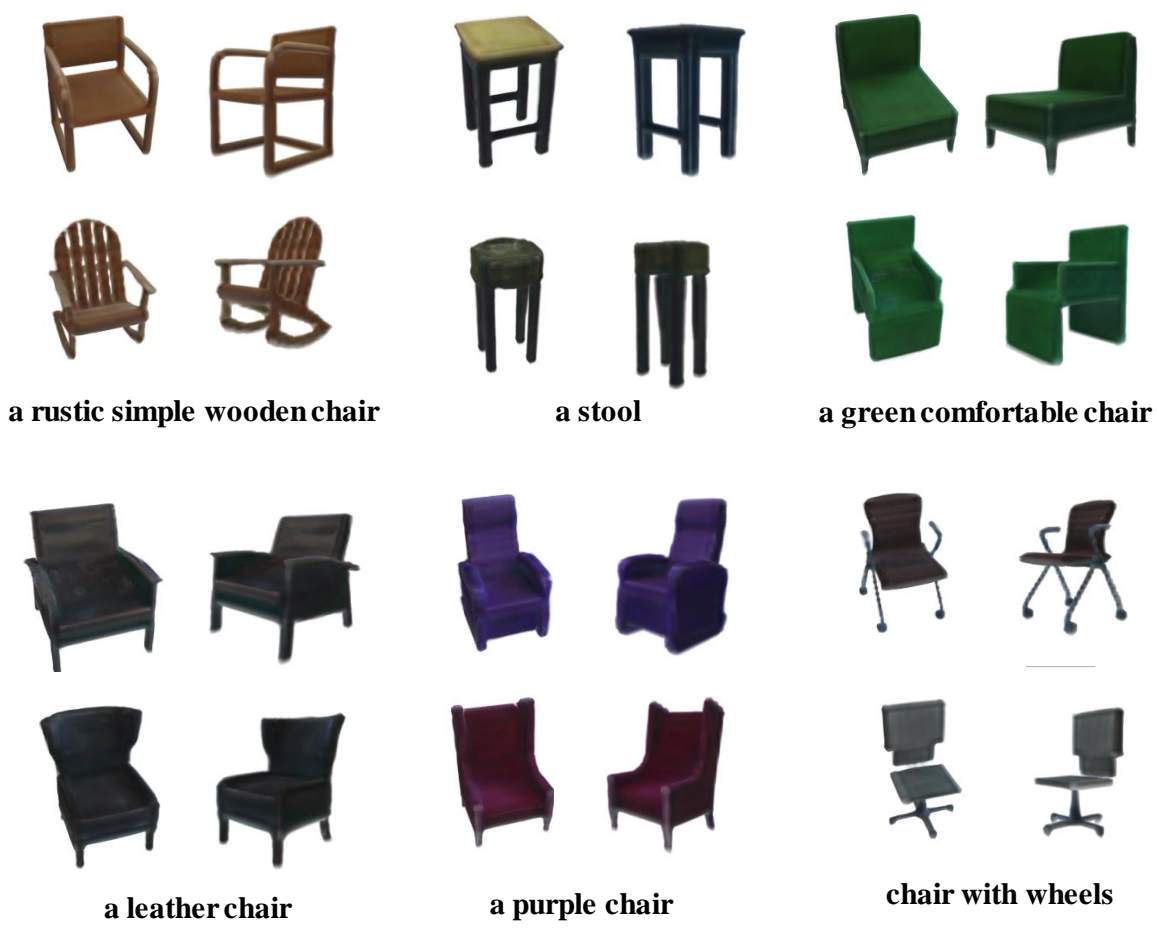 a rustic simple wooden chair
a stool
a green comfortable chair
a leather chair
a purple chair
chair with wheels